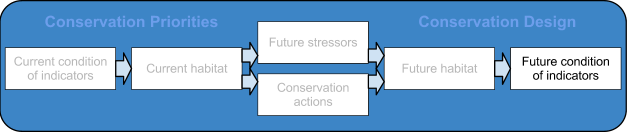 Conservation Priorities
Conservation Design
Current condition
of indicators
Current habitat
Future stressors
Conservation
actions
Future habitat
Future condition
of indicators